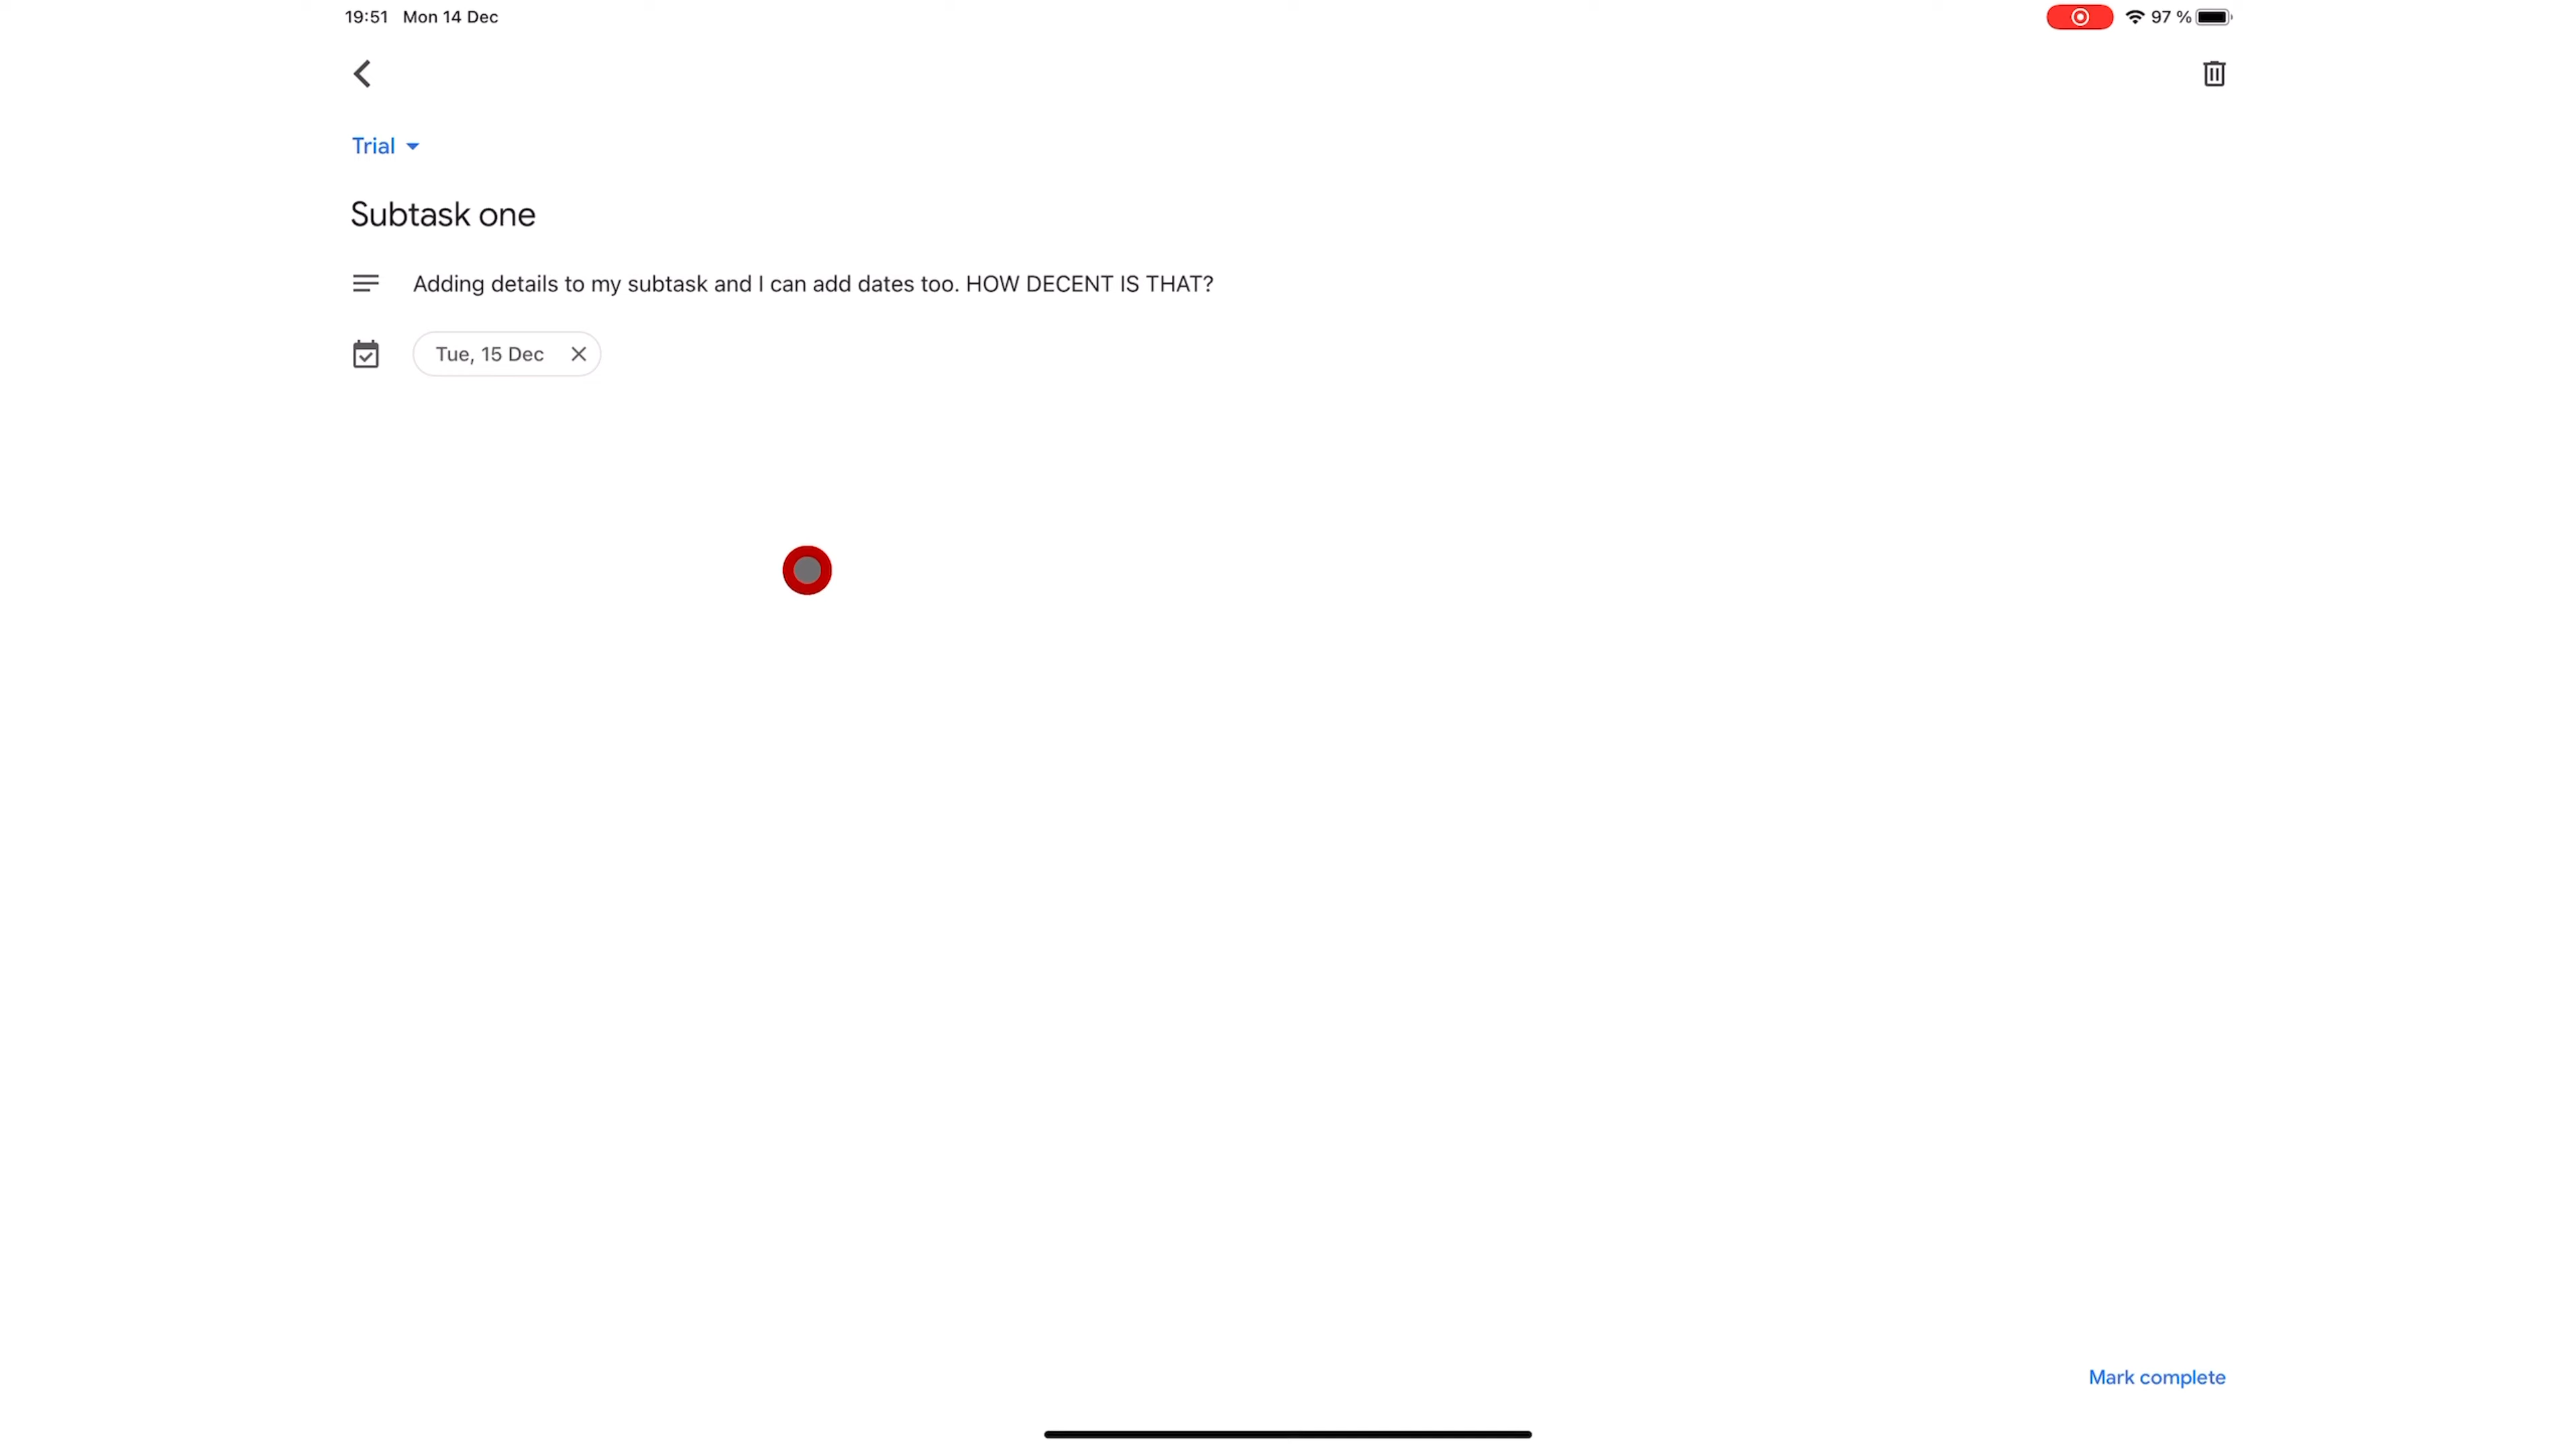 19:51 Mon 14 Dec
97 %
Trial
Subtask one
Adding details to my subtask and I can add dates too. HOW DECENT IS THAT?
Tue, 15 Dec
Mark complete